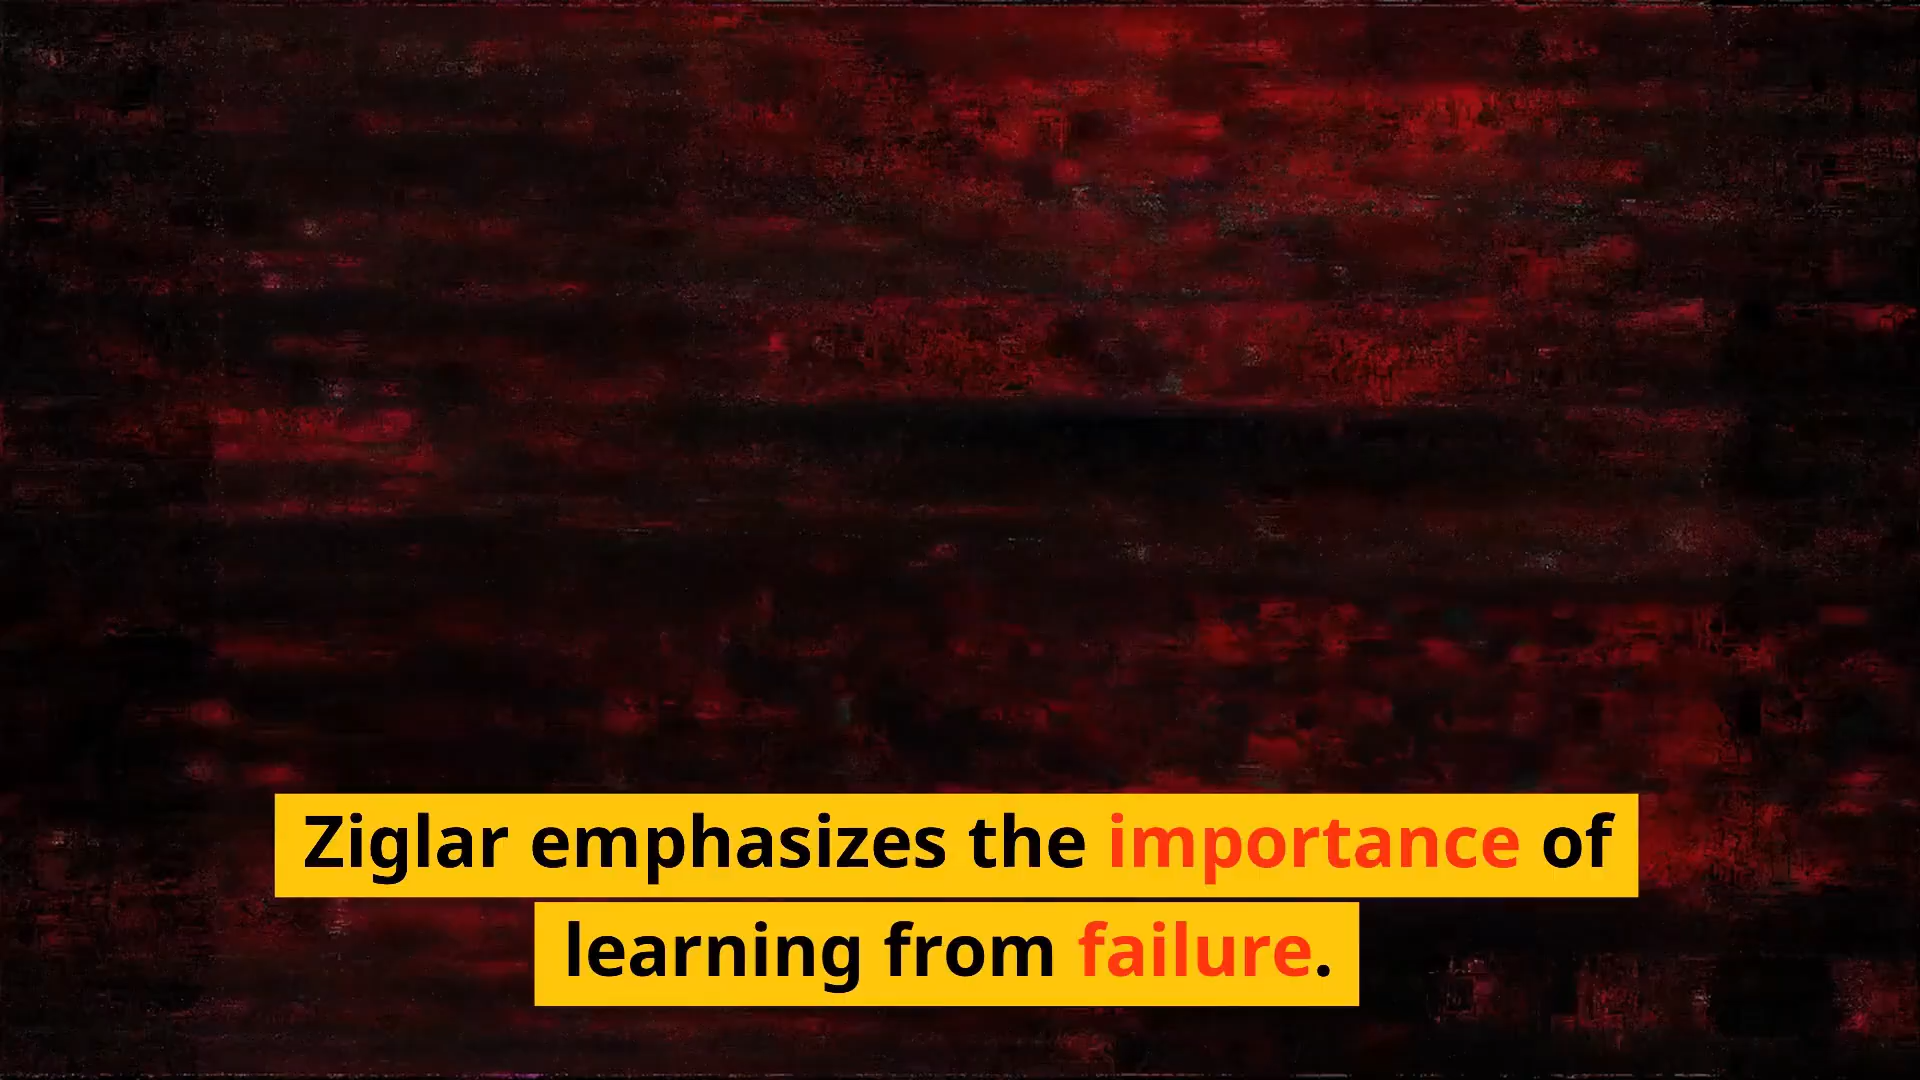 Ziglar emphasizes the importance of
learning from failure.